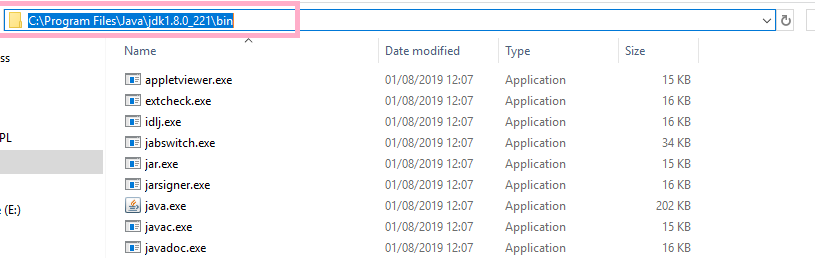 C:\Program Files\Java\jdk1.8.0_221\bin
ss
Name Date modified Type Size
appletviewer.exe 01/08/2019 12:07 Application 15 KB
extcheck.exe 01/08/2019 12:07 Application 16 KB
idlj.exe 01/08/2019 12:07 Application 16 KB
jabswitch.exe 01/08/2019 12:07 Application 34 KB
PL
jar.exe 01/08/2019 12:07 Application 15 KB
jarsigner.exe 01/08/2019 12:07 Application 16 KB
e (E:)
java.exe 01/08/2019 12:07 Application 202 KB
javac.exe 01/08/2019 12:07 Application 15 KB
javadoc.exe 01/08/2019 12:07 Application 16 KB